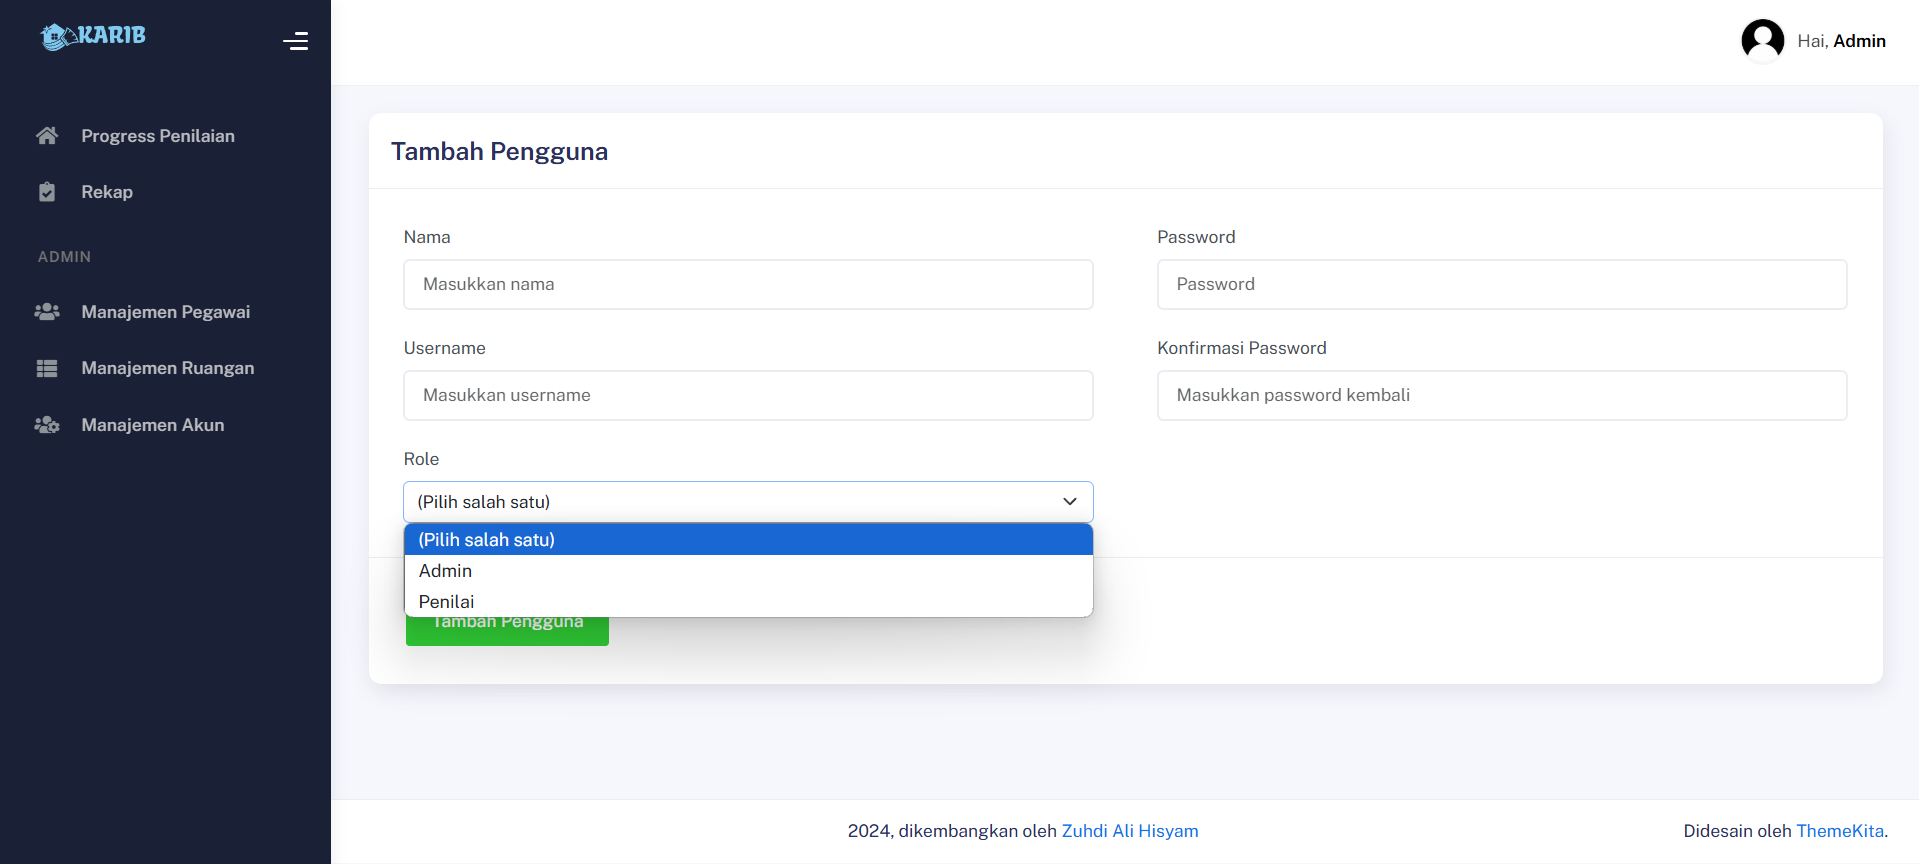 KARIB
Hai, Admin
Progress Penilaian
Rekap
ADMIN
Manajemen Pegawai
Manajemen Ruangan
Manajemen Akun
Tambah Pengguna
Nama
Masukkan nama
Password
Password
Username
Masukkan username
Konfirmasi Password
Masukkan password kembali
Role
(Pilih salah satu)
(Pilih salah satu)
Admin
Penilai
Tambah Pengguna
2024, dikembangkan oleh Zuhdi Ali Hisyam
Didesain oleh ThemeKita.